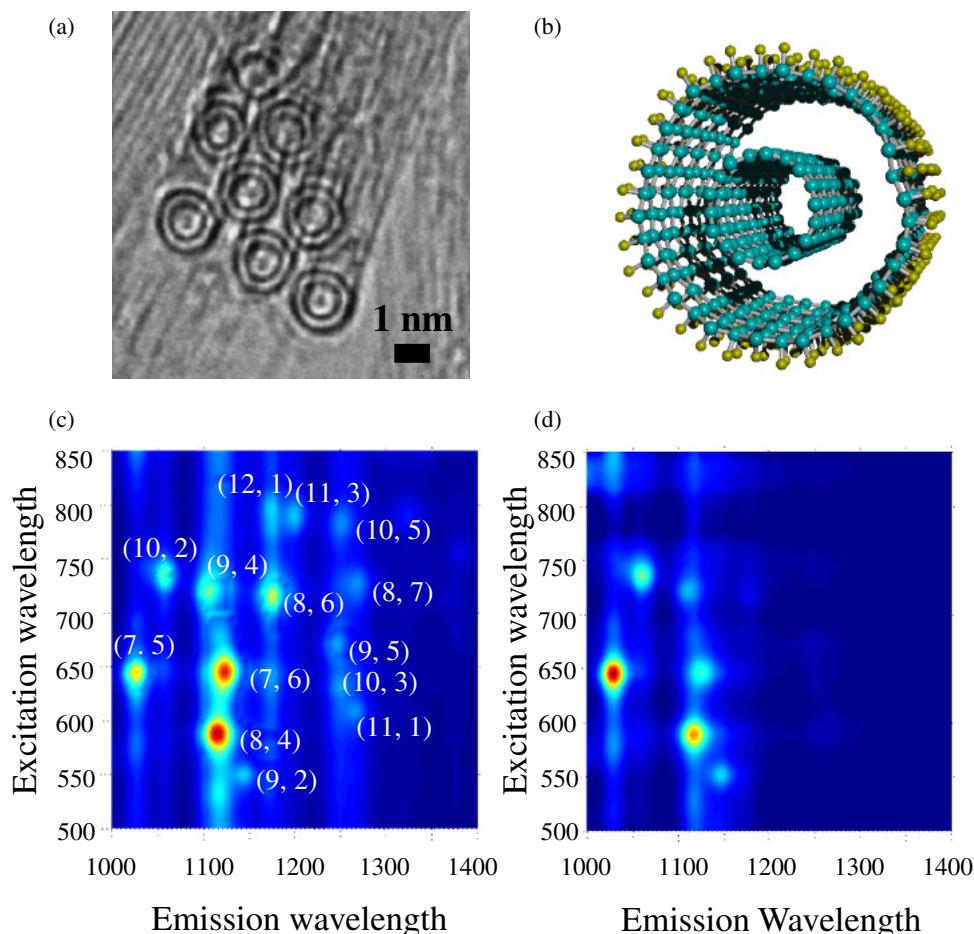 (a)
(b)
1 nm
(c)
(d)
Excitation wavelength
850
800
750
700
650
600
550
500
(12, 1)
(11, 3)
(10, 5)
(10, 2)
(9, 4)
(8, 7)
(8, 6)
(7. 5)
(9, 5)
(7, 6)
(10, 3)
(11, 1)
(8, 4)
(9, 2)
1000 1100 1200 1300 1400
Emission wavelength
Excitation wavelength
850
800
750
700
650
600
550
500
1000 1100 1200 1300 1400
Emission Wavelength